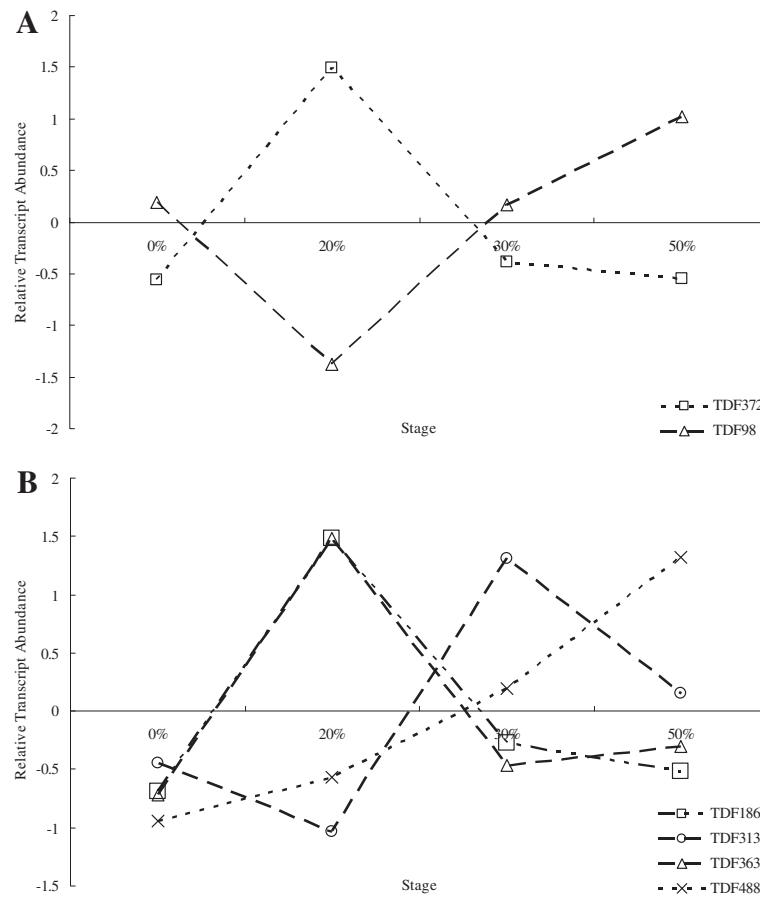 A
2
1.5
1
0.5
0
-0.5
-1
-1.5
-2
Relative Transcript Abundance
0% 20% 30% 50%
Stage
TDF372
TDF98
B
2
1.5
1
0.5
0
-0.5
-1
-1.5
Relative Transcript Abundance
0% 20% 30% 50%
Stage
TDF186
TDF313
TDF363
TDF488